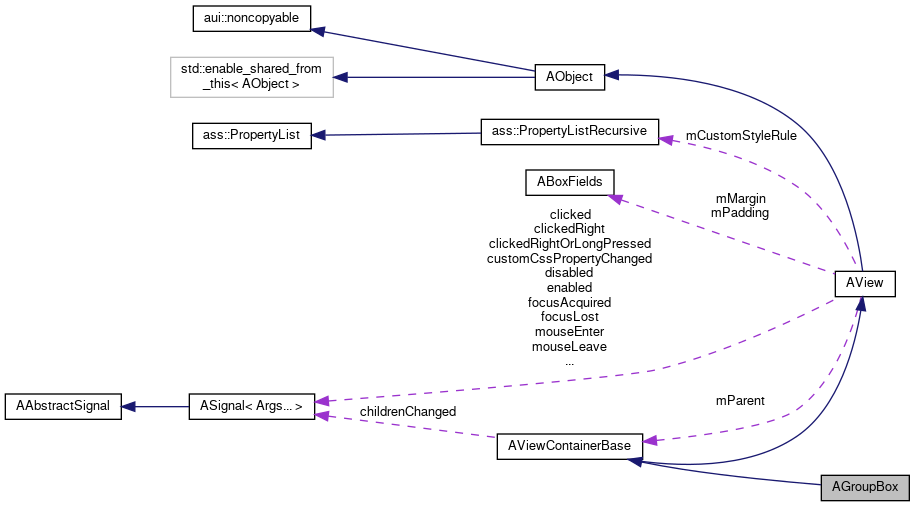 aui::noncopyable
std::enable_shared_from
_this< AObject >
AObject
ass::PropertyList
ass::PropertyListRecursive
mCustomStyleRule
ABoxFields
mMargin
mPadding
clicked
clickedRight
clickedRightOrLongPressed
customCssPropertyChanged
disabled
enabled
focusAcquired
focusLost
mouseEnter
mouseLeave
...
AView
AAbstractSignal
ASignal< Args... >
childrenChanged
mParent
AViewContainerBase
AGroupBox